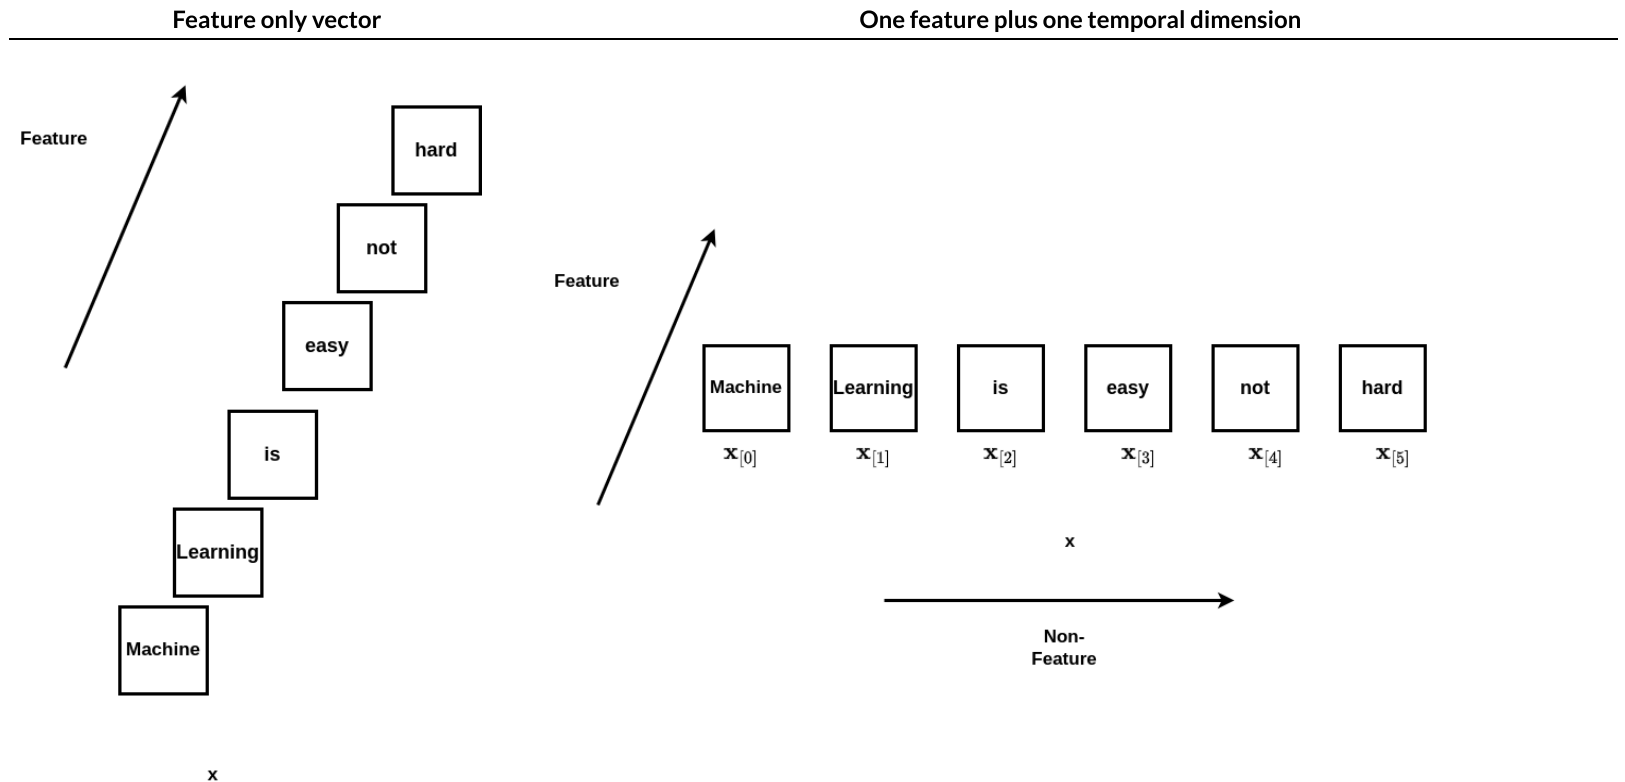 Feature only vector
One feature plus one temporal dimension
Feature
hard
not
easy
is
Learning
Machine
x
Feature
Machine Learning is easy not hard
x[0] x[1] x[2] x[3] x[4] x[5]
x
Non-
Feature